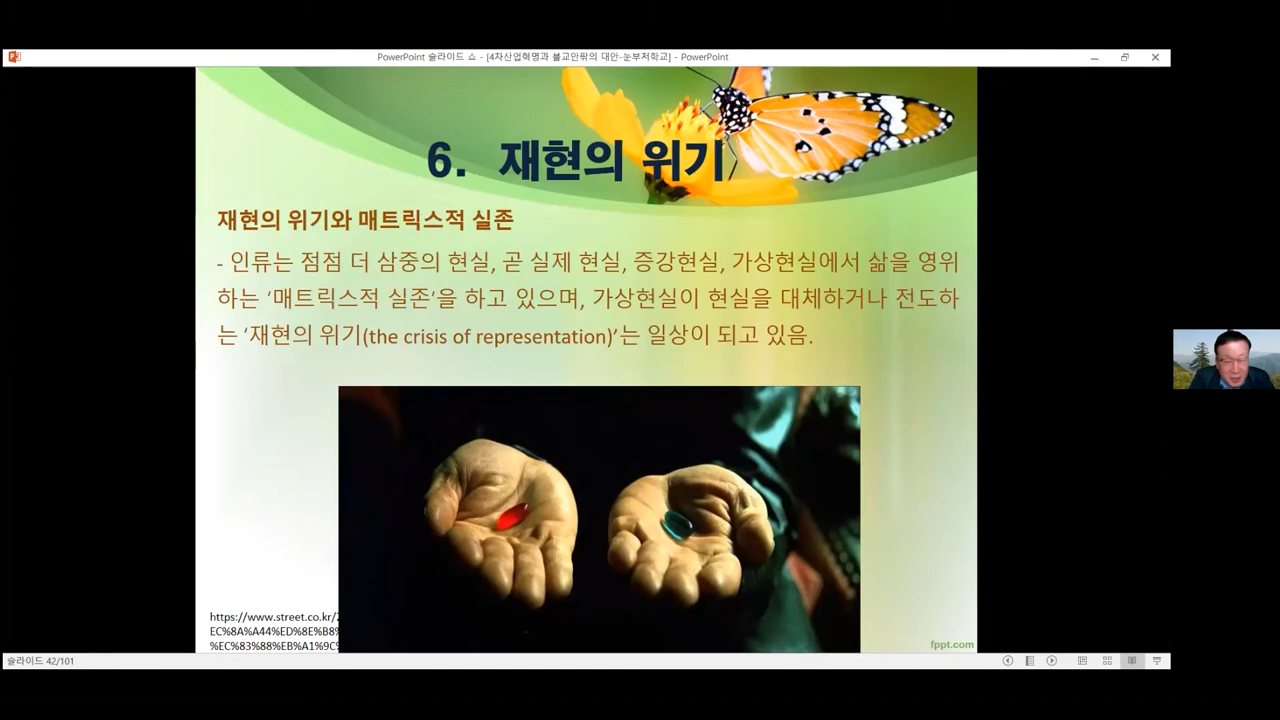 PowerPoint 슬라이드 쇼 - [4차산업혁명과 불교안팎의 대안-눈부처학교] - PowerPoint
6. 재현의 위기
재현의 위기와 매트릭스적 실존
- 인류는 점점 더 삼중의 현실, 곧 실제 현실, 증강현실, 가상현실에서 삶을 영위
하는 ‘매트릭스적 실존’을 하고 있으며, 가상현실이 현실을 대체하거나 전도하
는 ‘재현의 위기(the crisis of representation)’는 일상이 되고 있음.
https://www.street.co.kr/2
EC%8A%A44%ED%8E%B8%
%EC%83%88%EB%A1%9C%
fppt.com
슬라이드 42/101